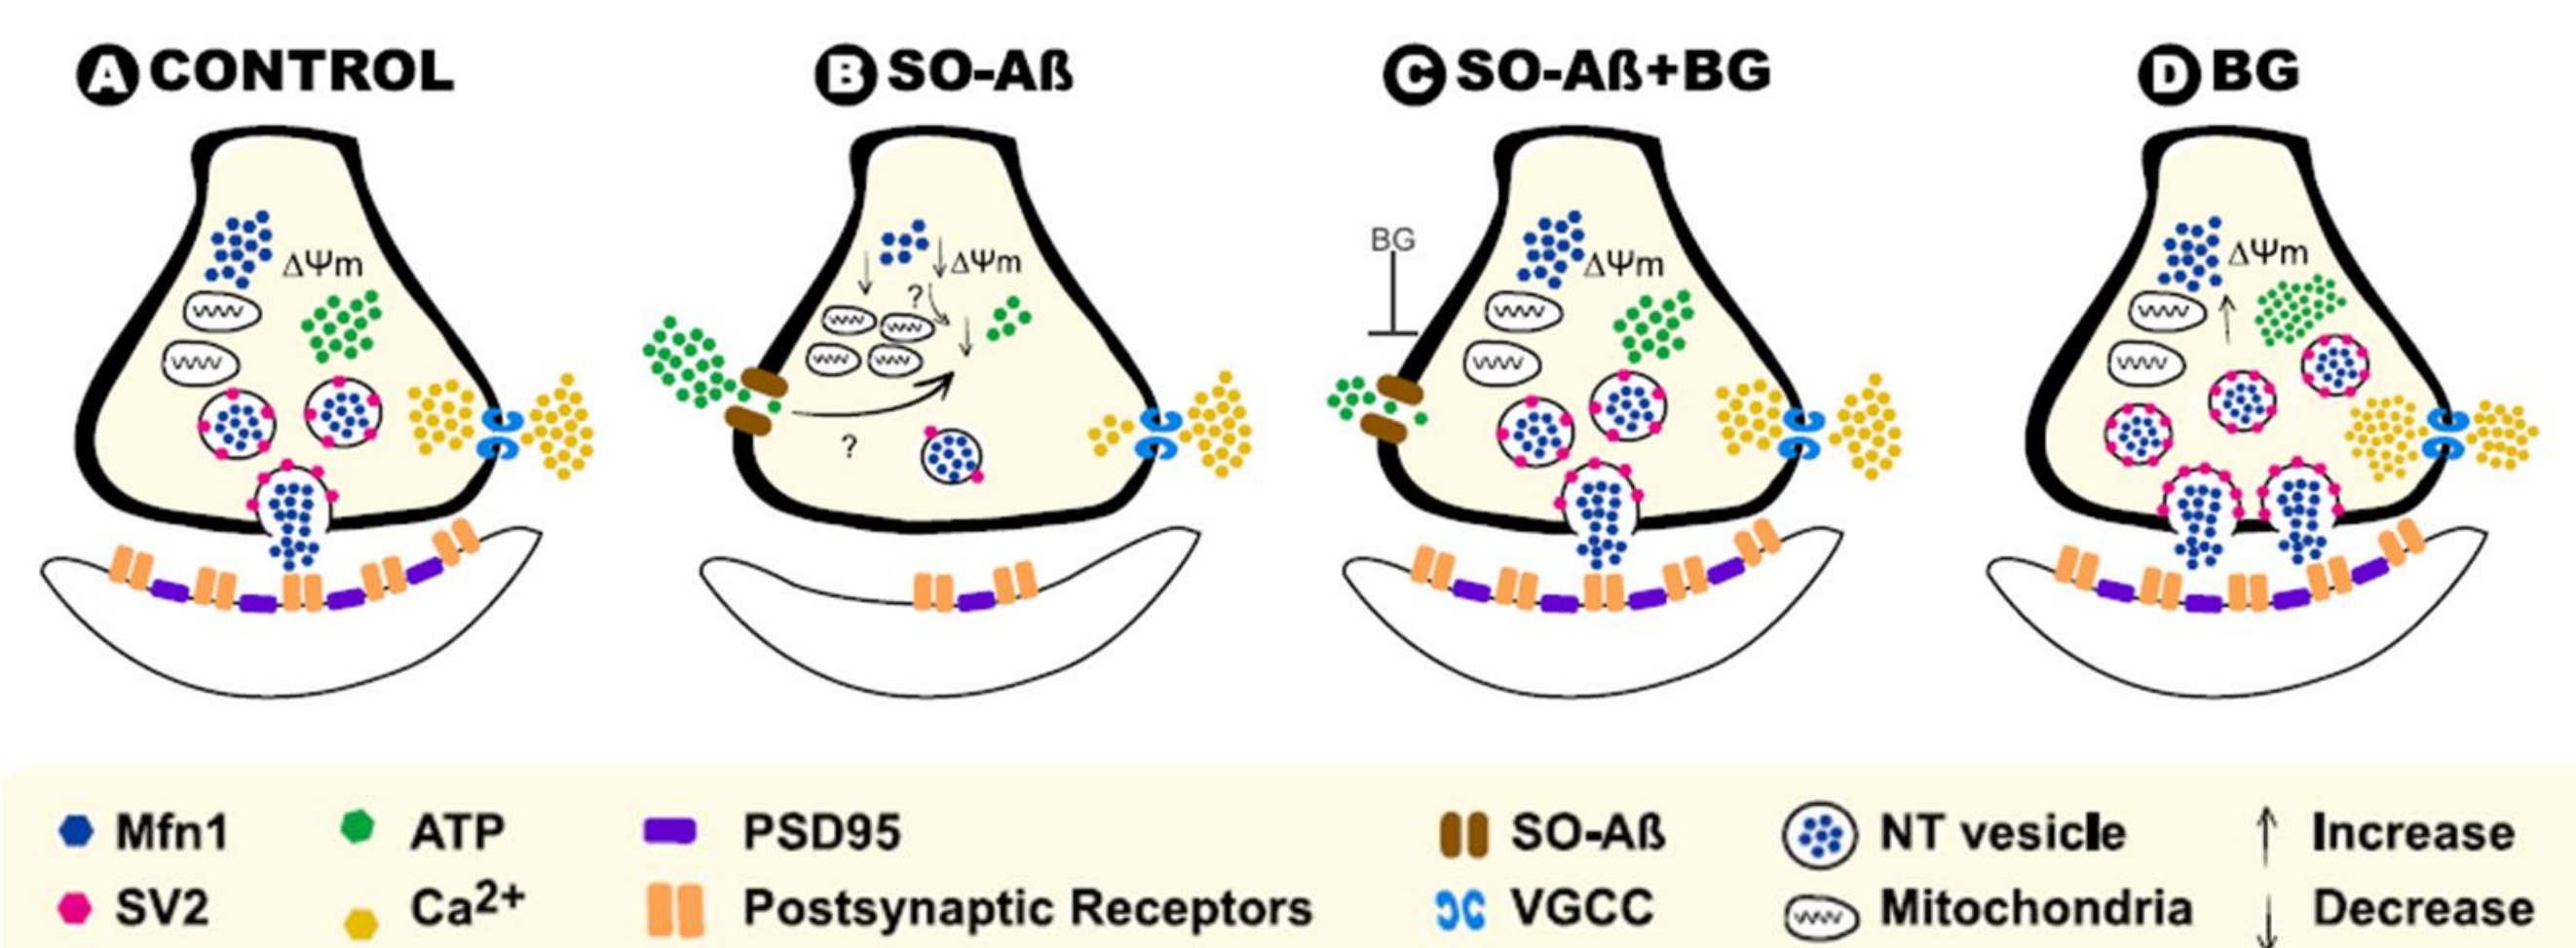 A CONTROL
B SO-Aß
C SO-Aß+BG
D BG
ΔΨm
↓ ↓ΔΨm
?
↓
?
BG
ΔΨm
ΔΨm
↑
Mfn1 ATP PSD95 SO-Aß NT vesicle ↑ Increase
SV2 Ca2+ Postsynaptic Receptors VGCC Mitochondria ↓ Decrease